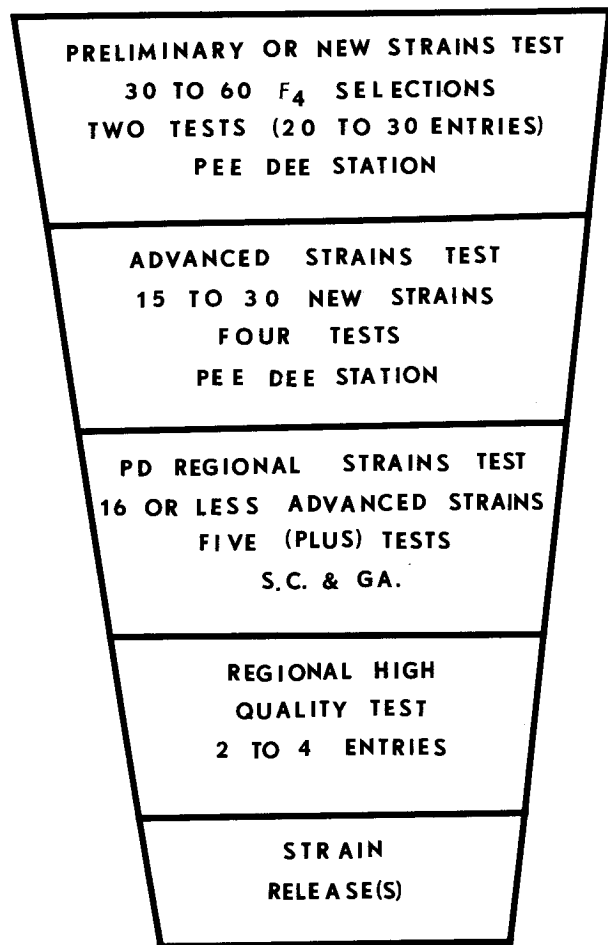 PRELIMINARY OR NEW STRAINS TEST
30 TO 60 F₄ SELECTIONS
TWO TESTS (20 TO 30 ENTRIES)
PEE DEE STATION
ADVANCED STRAINS TEST
15 TO 30 NEW STRAINS
FOUR TESTS
PEE DEE STATION
PD REGIONAL STRAINS TEST
16 OR LESS ADVANCED STRAINS
FIVE (PLUS) TESTS
S.C. & GA.
REGIONAL HIGH
QUALITY TEST
2 TO 4 ENTRIES
STRAIN
RELEASE(S)